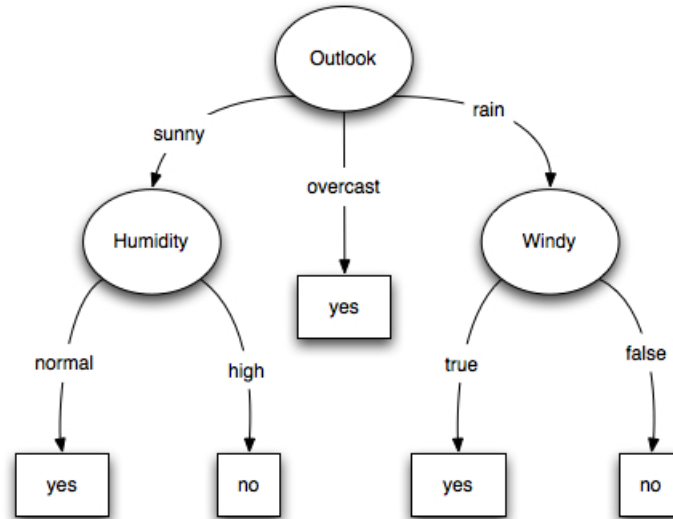 Outlook
sunny
rain
overcast
Humidity
Windy
yes
normal
high
true
false
yes
no
yes
no